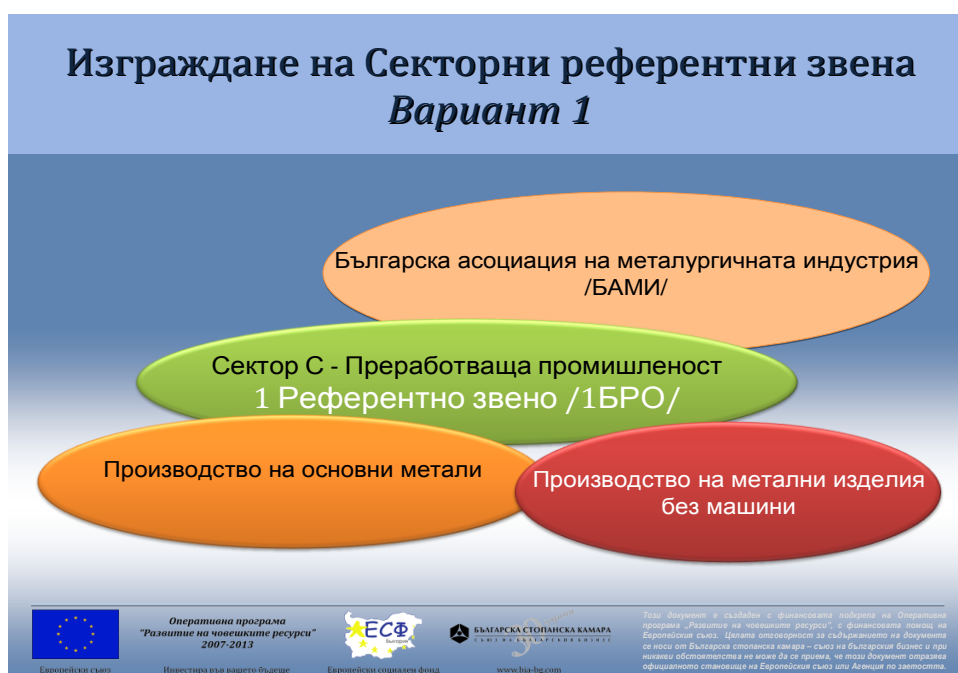 Изграждане на Секторни референтни звена
Вариант 1
Българска асоциация на металургичната индустрия
/БАМИ/
Сектор С - Преработваща промишленост
1 Референтно звено /1БРО/
Производство на основни метали
Производство на метални изделия
без машини
Оперативна програма
"Развитие на човешките ресурси"
2007-2013
ЕСФ
България
БЪЛГАРСКА СТОПАНСКА КАМАРА
СЪЮЗ НА БЪЛГАРСКИЯ БИЗНЕС
Този документ е създаден с финансовата подкрепа на Оперативна
програма „Развитие на човешките ресурси", с финансовата помощ на
Европейския съюз. Цялата отговорност за съдържанието на документа
се носи от Българска стопанска камара – съюз на българския бизнес и при
никакви обстоятелства не може да се приема, че този документ отразява
официалното становище на Европейския съюз или Агенция по заетостта.
Европейски съюз
Инвестира във вашето бъдеще
Европейски социален фонд
www.bia-bg.com